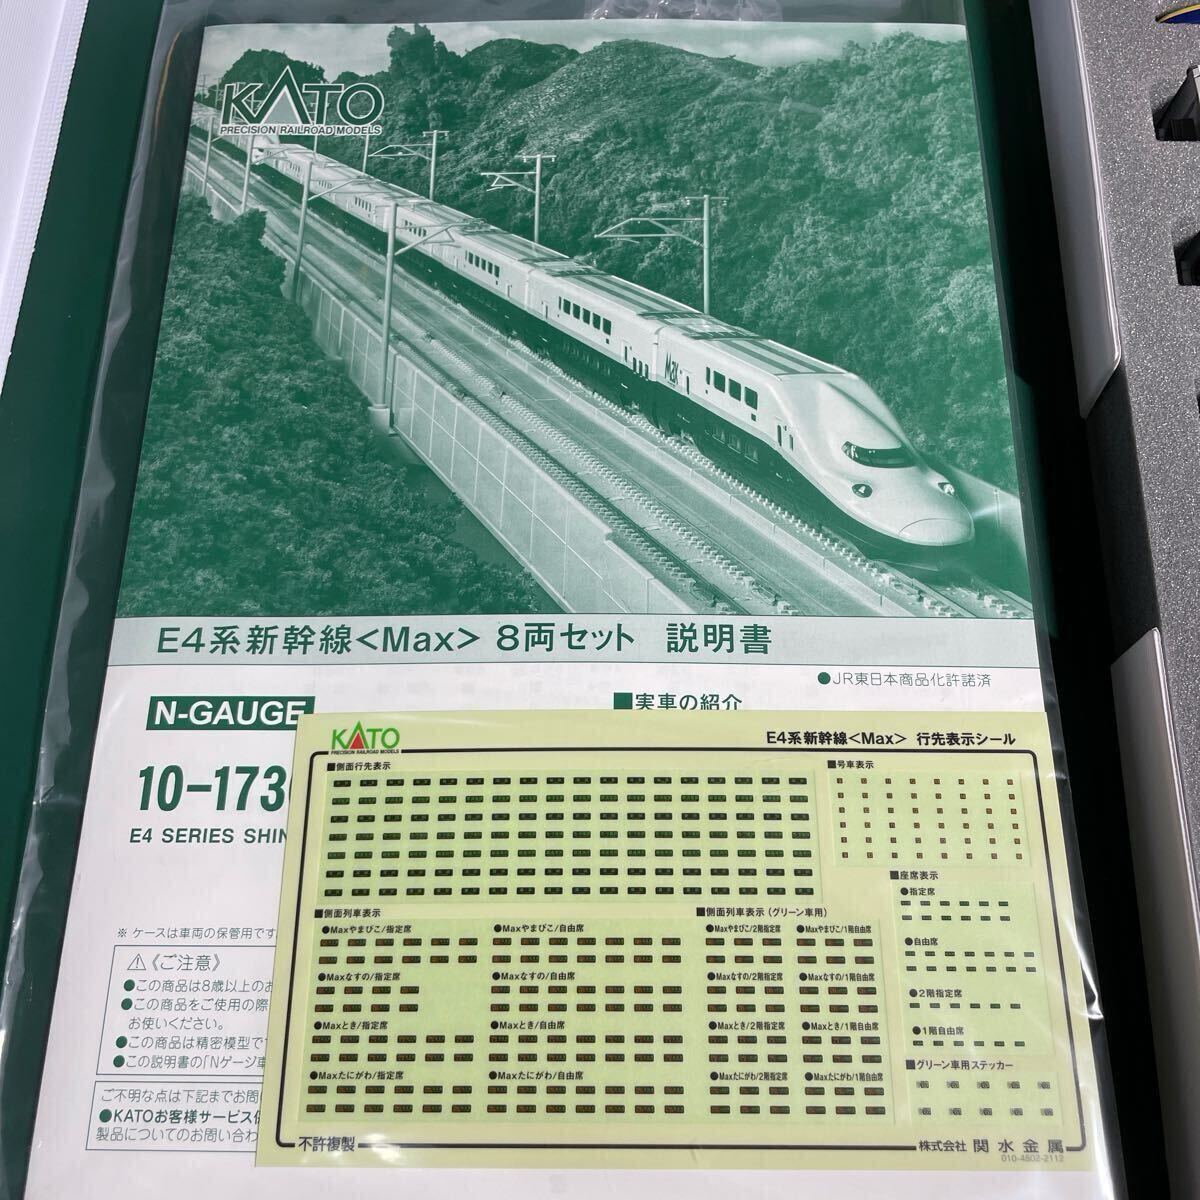 KATO
PRECISION RAILROAD MODELS
E4系新幹線<Max> 8両セット 説明書
●JR東日本商品化許諾済
N-GAUGE
■実車の紹介
10-173
E4 SERIES SHIN
※ ケースは車両の保管用です
⚠《ご注意》
●この商品は8歳以上のお
●この商品をご使用の際
お使いください。
●この商品は精密模型で
●この説明書の「Nゲージ車
ご不明な点は下記までお問
●KATOお客様サービス
製品についてのお問い合わ
KATO
PRECISION RAILROAD MODELS
E4系新幹線<Max> 行先表示シール
■側面行先表示
■号車表示
■座席表示
●指定席
●自由席
●2階指定席
●1階自由席
■グリーン車用ステッカー
■側面列車表示
●Maxやまびこ/指定席
●Maxやまびこ/自由席
●Maxなすの/指定席
●Maxなすの/自由席
●Maxとき/指定席
●Maxとき/自由席
●Maxたにがわ/指定席
●Maxたにがわ/自由席
■側面列車表示(グリーン車用)
●Maxやまびこ/2階指定席
●Maxやまびこ/1階自由席
●Maxなすの/2階指定席
●Maxなすの/1階自由席
●Maxとき/2階指定席
●Maxとき/1階自由席
●Maxたにがわ/2階指定席
●Maxたにがわ/1階自由席
不許複製
株式会社 関水金属
010-4802-2112